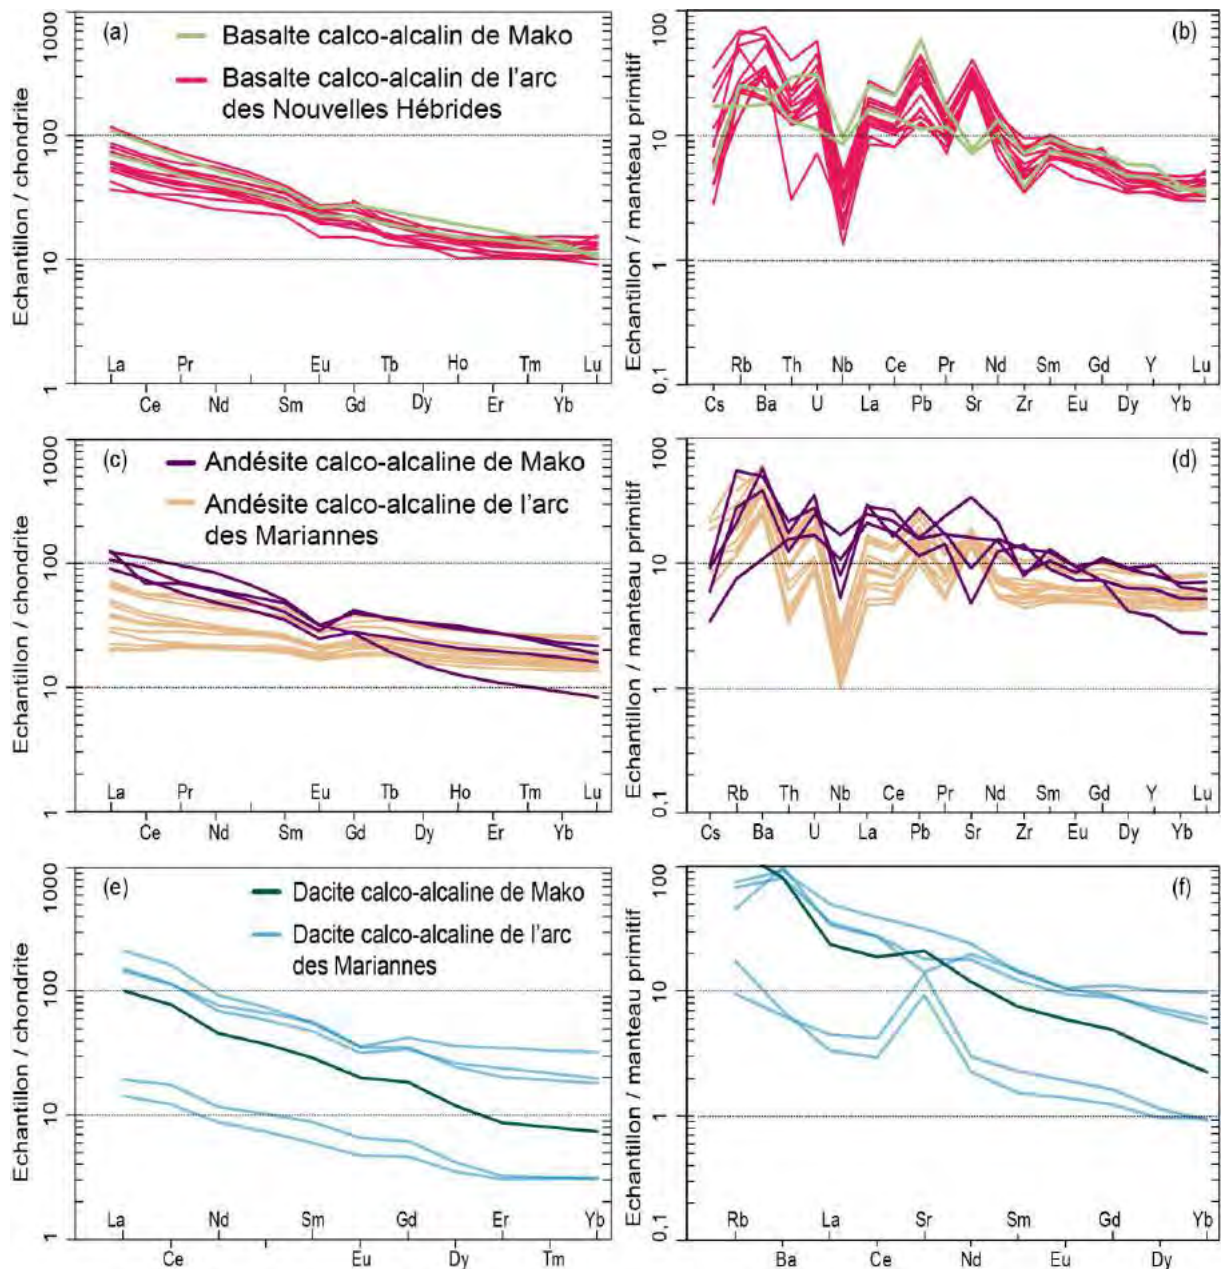 (a)
Basalte calco-alcalin de Mako
Basalte calco-alcalin de l'arc
des Nouvelles Hébrides
Echantillon / chondrite
1000
100
10
1
La Pr Eu Tb Ho Tm Lu
Ce Nd Sm Gd Dy Er Yb
(b)
Echantillon / manteau primitif
100
10
1
0,1
Rb Th Nb Ce Pr Nd Sm Gd Y Lu
Cs Ba U La Pb Sr Zr Eu Dy Yb
(c)
Andésite calco-alcaline de Mako
Andésite calco-alcaline de l'arc
des Mariannes
Echantillon / chondrite
1000
100
10
1
La Pr Eu Tb Ho Tm Lu
Ce Nd Sm Gd Dy Er Yb
(d)
Echantillon / manteau primitif
100
10
1
0,1
Rb Th Nb Ce Pr Nd Sm Gd Y Lu
Cs Ba U La Pb Sr Zr Eu Dy Yb
(e)
Dacite calco-alcaline de Mako
Dacite calco-alcaline de l'arc
des Mariannes
Echantillon / chondrite
1000
100
10
1
La Nd Sm Gd Er Yb
Ce Eu Dy Tm
(f)
Echantillon / manteau primitif
100
10
1
0,1
Rb La Sr Sm Gd Yb
Ba Ce Nd Eu Dy